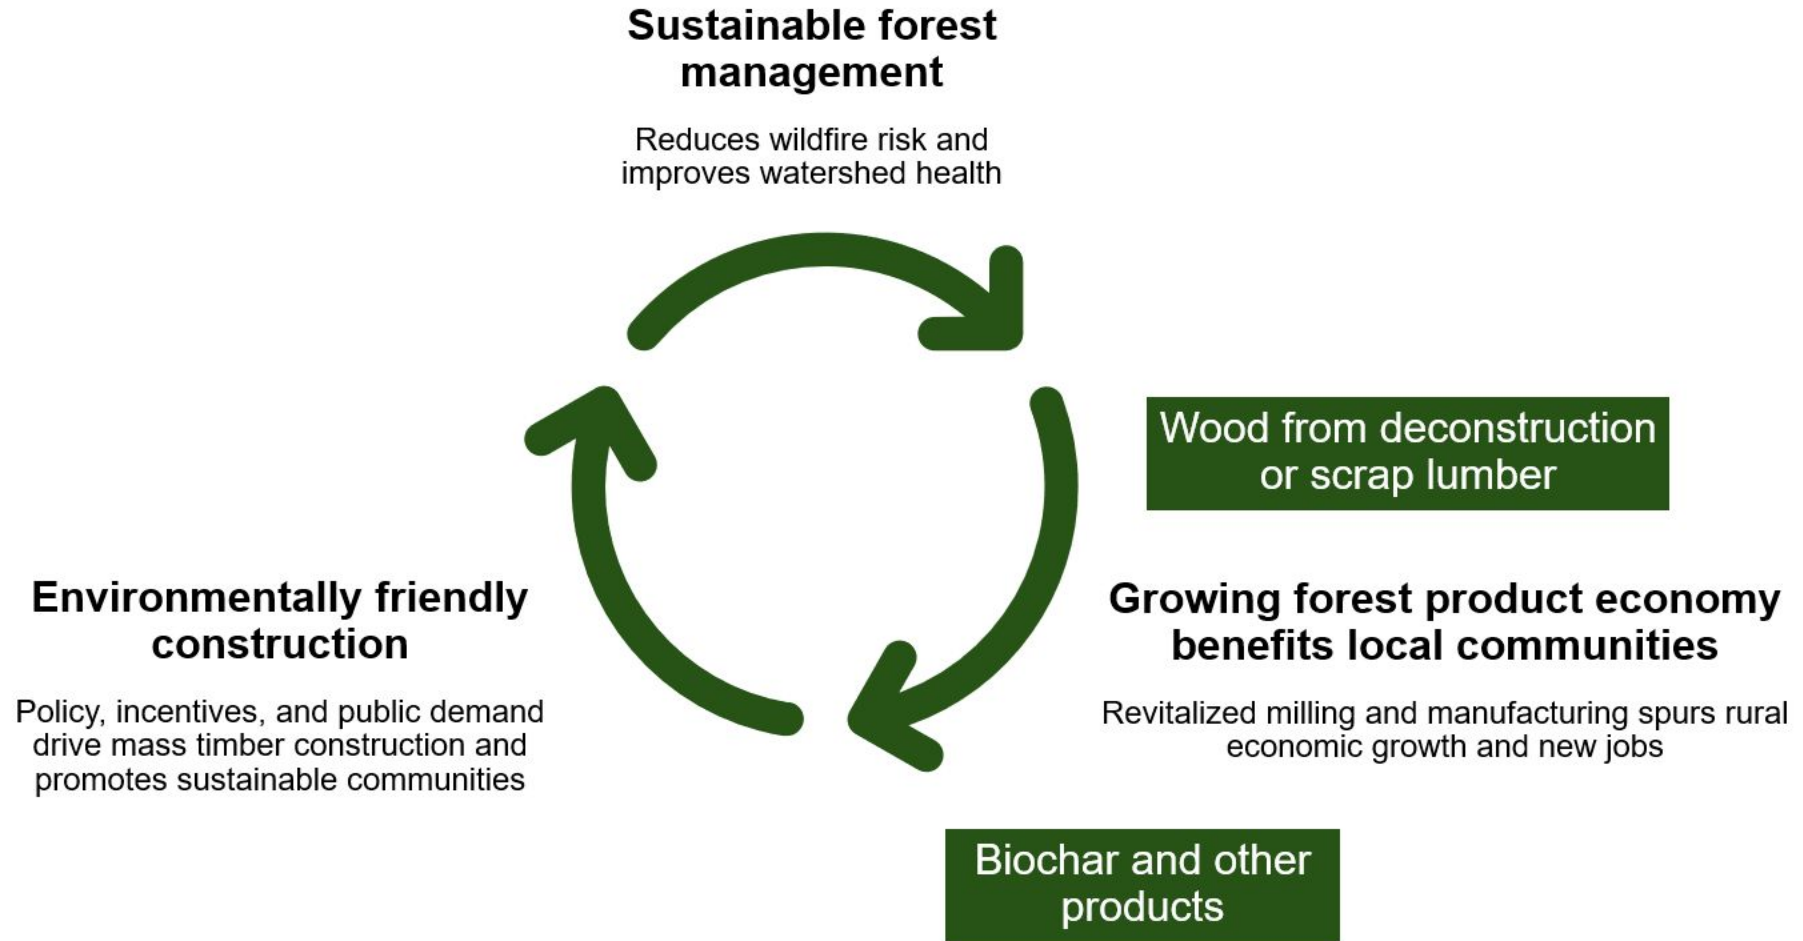 Sustainable forest
management
Reduces wildfire risk and
improves watershed health
Wood from deconstruction
or scrap lumber
Growing forest product economy
benefits local communities
Revitalized milling and manufacturing spurs rural
economic growth and new jobs
Biochar and other
products
Environmentally friendly
construction
Policy, incentives, and public demand
drive mass timber construction and
promotes sustainable communities